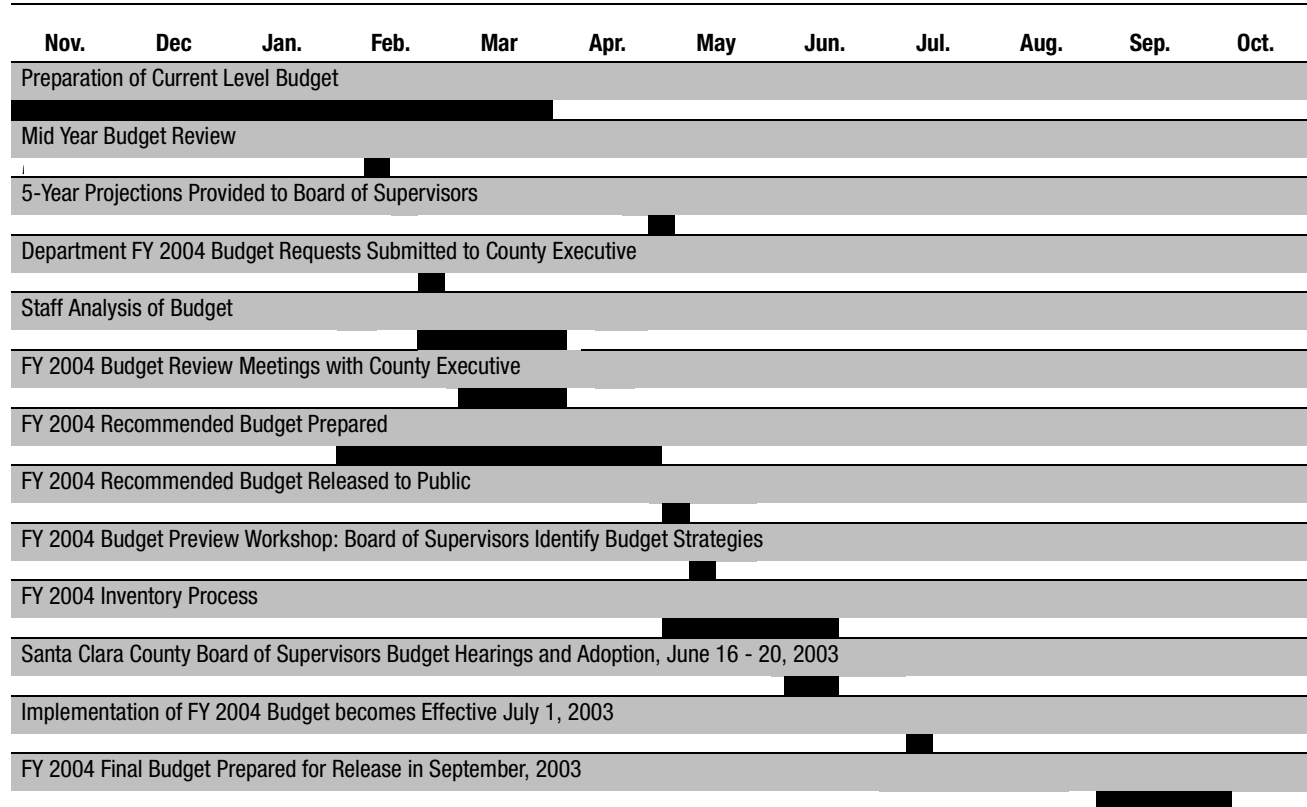 Nov. Dec Jan. Feb. Mar Apr. May Jun. Jul. Aug. Sep. Oct.
Preparation of Current Level Budget
Mid Year Budget Review
5-Year Projections Provided to Board of Supervisors
Department FY 2004 Budget Requests Submitted to County Executive
Staff Analysis of Budget
FY 2004 Budget Review Meetings with County Executive
FY 2004 Recommended Budget Prepared
FY 2004 Recommended Budget Released to Public
FY 2004 Budget Preview Workshop: Board of Supervisors Identify Budget Strategies
FY 2004 Inventory Process
Santa Clara County Board of Supervisors Budget Hearings and Adoption, June 16 - 20, 2003
Implementation of FY 2004 Budget becomes Effective July 1, 2003
FY 2004 Final Budget Prepared for Release in September, 2003